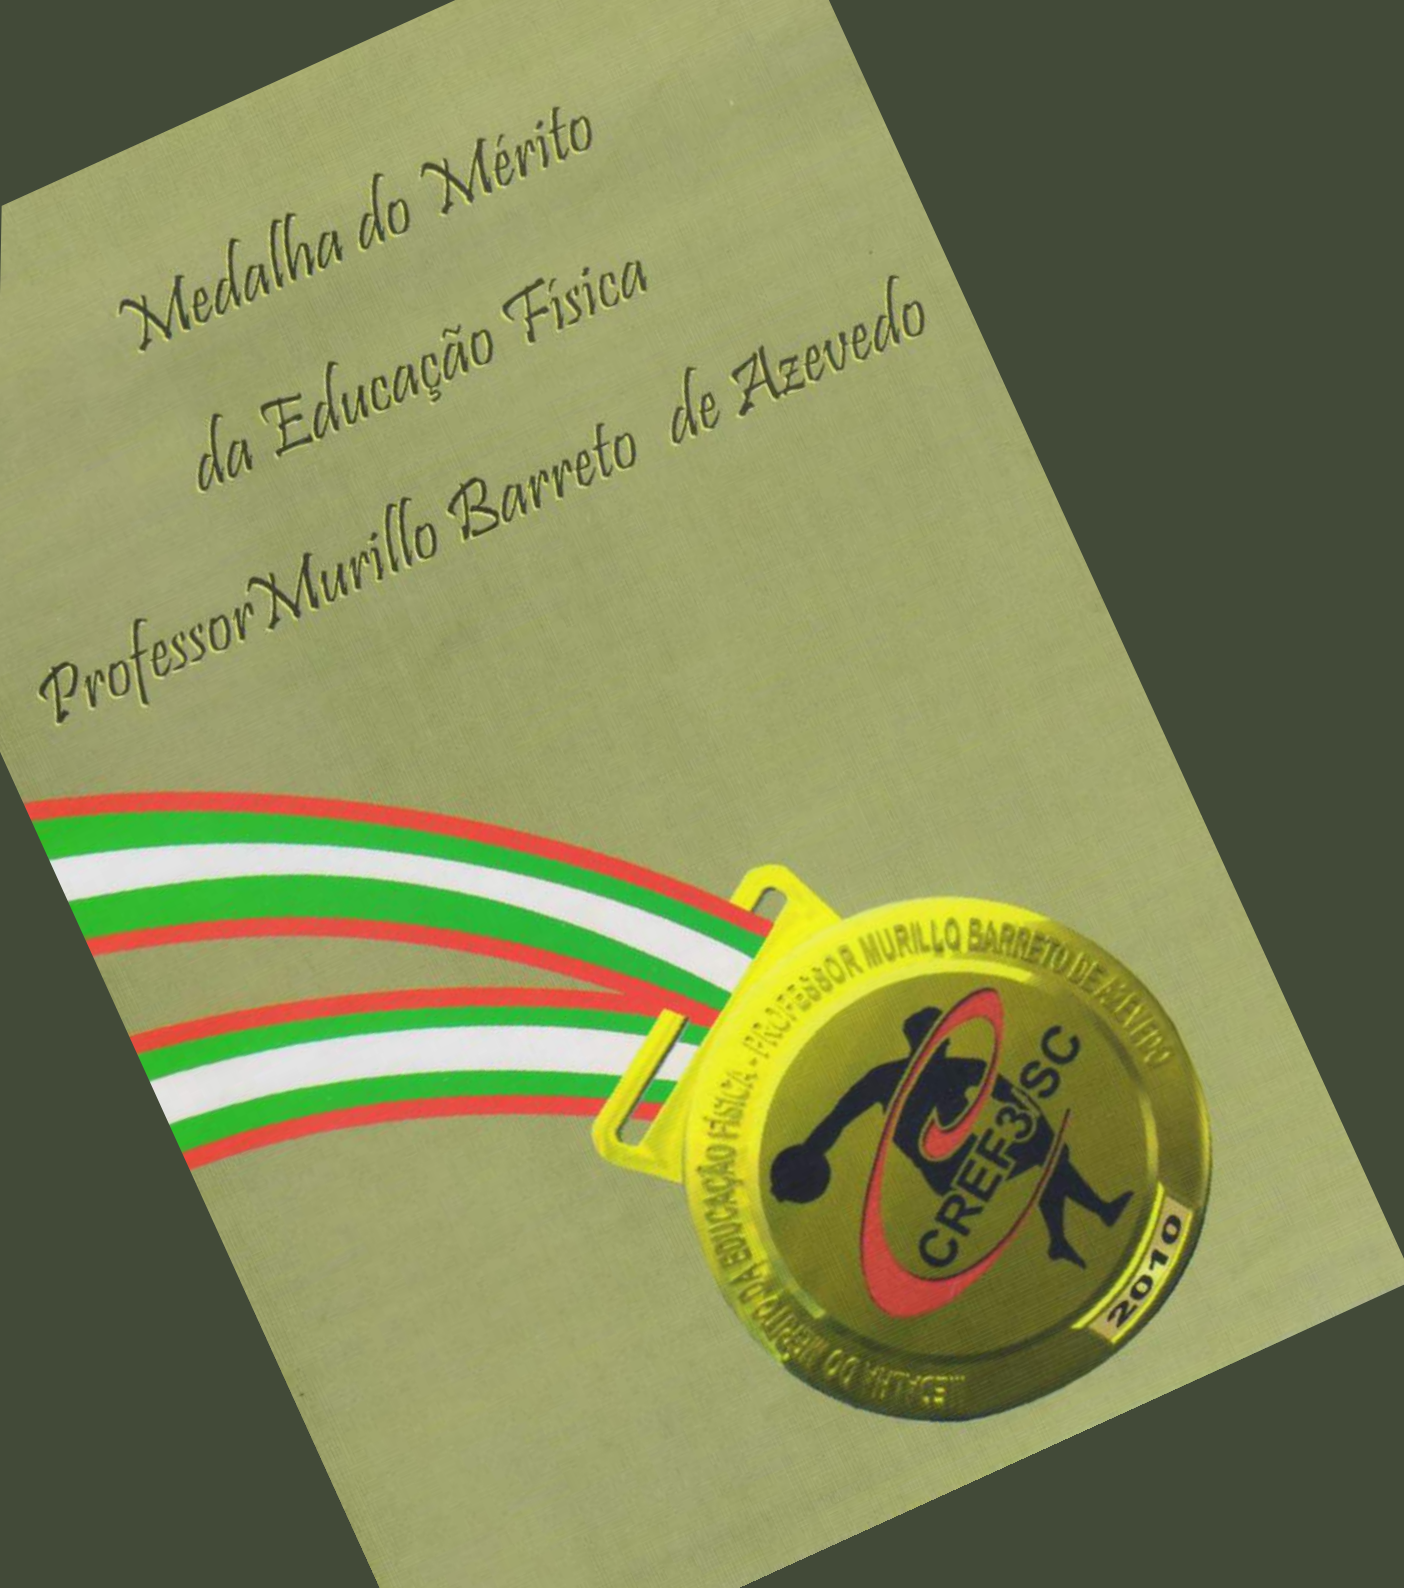 Medalha do Mérito
da Educação Física
Professor Murillo Barreto de Azevedo
MEDALHA DO MÉRITO DA EDUCAÇÃO FÍSICA - PROFESSOR MURILLO BARRETO DE AZEVEDO
CREF3/SC
2010